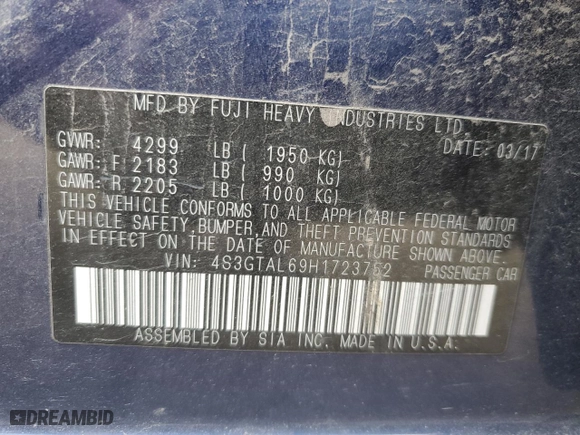 MFD BY FUJI HEAVY INDUSTRIES LTD.
GVWR: 4299 LB ( 1950 KG) DATE: 03/17
GAWR: F 2183 LB ( 990 KG)
GAWR: R 2205 LB ( 1000 KG)
THIS VEHICLE CONFORMS TO ALL APPLICABLE FEDERAL MOTOR
VEHICLE SAFETY, BUMPER, AND THEFT PREVENTION STANDARDS
IN EFFECT ON THE DATE OF MANUFACTURE SHOWN ABOVE.
VIN: 4S3GTAL69H1723752 PASSENGER CAR
ASSEMBLED BY SIA INC. MADE IN U.S.A.
DREAMBID